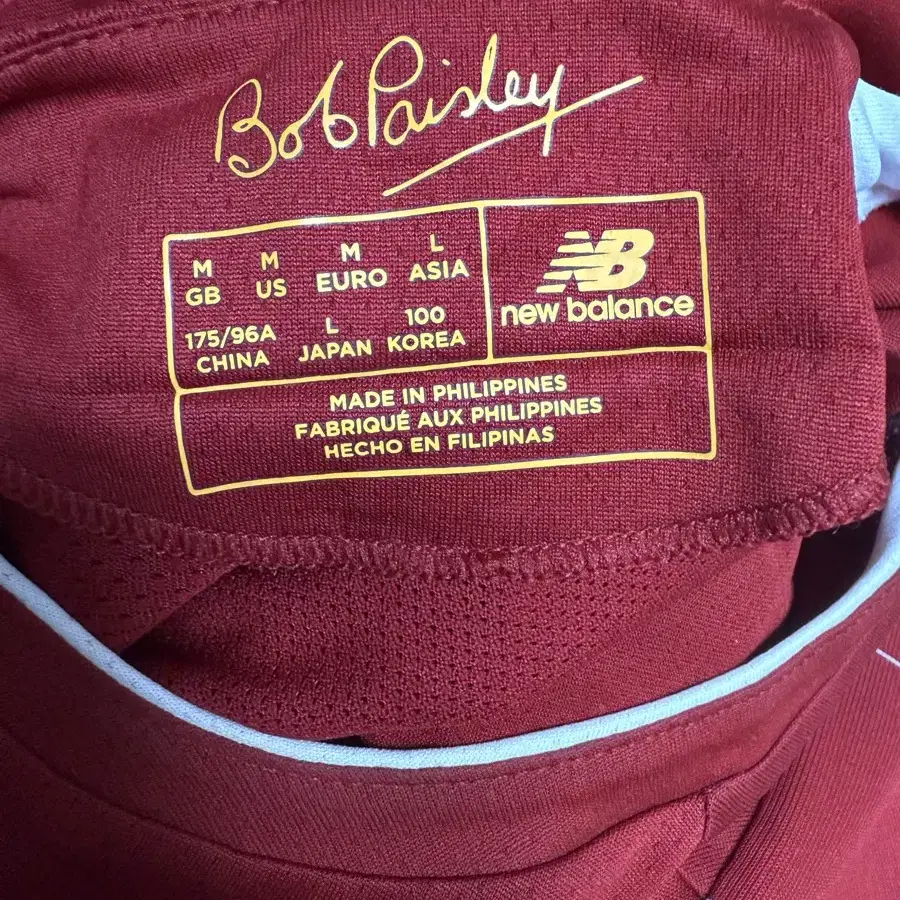 Bob Paisley
M M M L
GB US EURO ASIA
175/96A L 100
CHINA JAPAN KOREA
NB
new balance
MADE IN PHILIPPINES
FABRIQUÉ AUX PHILIPPINES
HECHO EN FILIPINAS